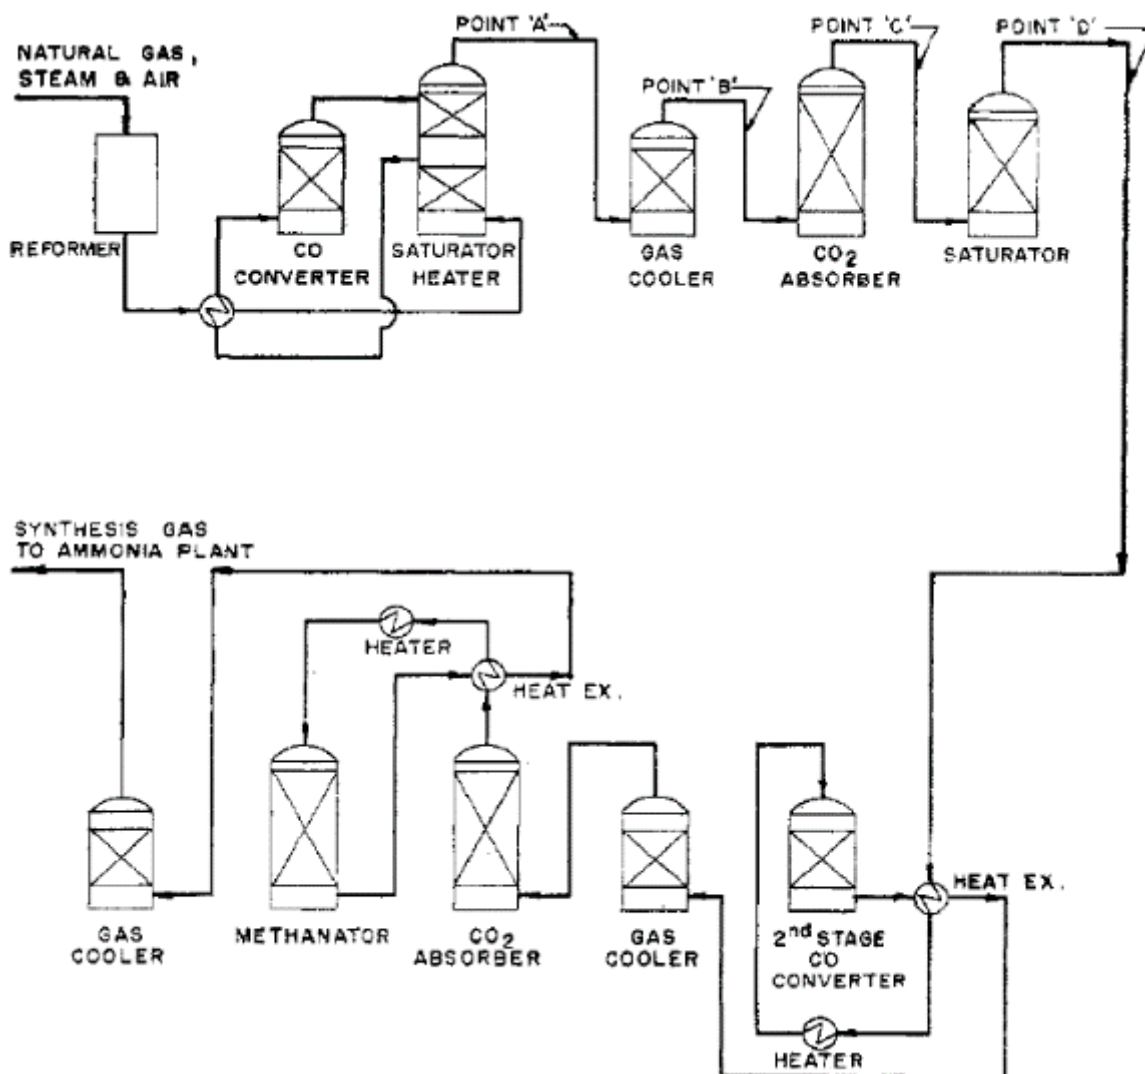 NATURAL GAS,
STEAM & AIR
REFORMER
CO
CONVERTER
SATURATOR
HEATER
POINT 'A'
POINT 'B'
GAS
COOLER
POINT 'C'
CO2
ABSORBER
POINT 'D'
SATURATOR
SYNTHESIS GAS
TO AMMONIA PLANT
HEATER
HEAT EX.
GAS
COOLER
METHANATOR
CO2
ABSORBER
GAS
COOLER
2nd STAGE
CO
CONVERTER
HEAT EX.
HEATER